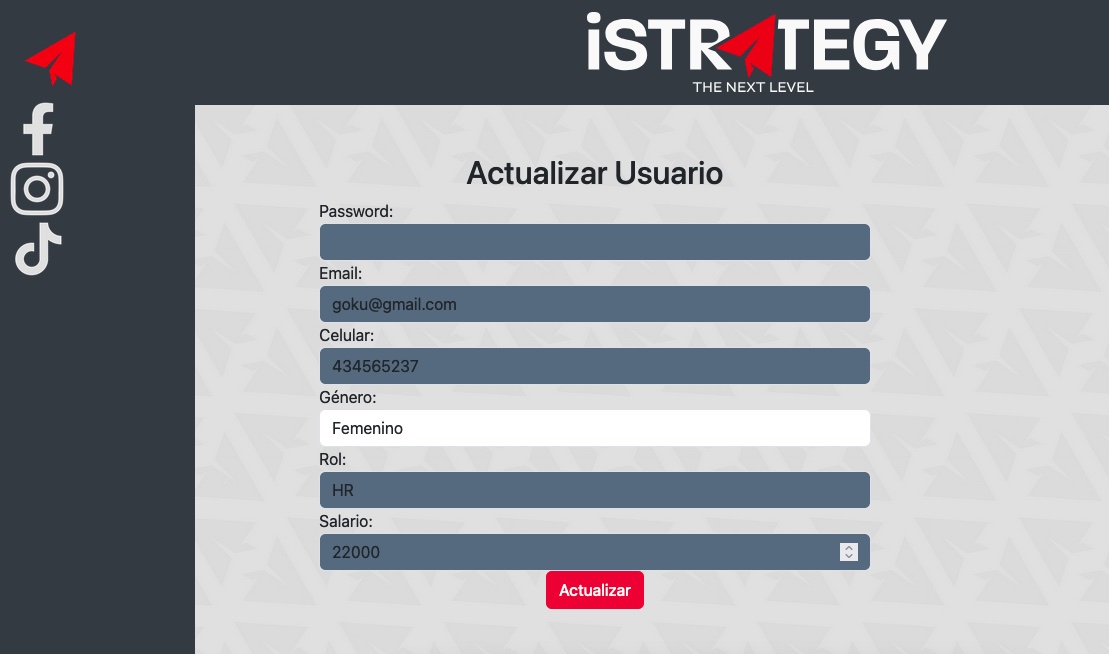 iSTRATEGY
THE NEXT LEVEL
Actualizar Usuario
Password:
Email:
goku@gmail.com
Celular:
434565237
Género:
Femenino
Rol:
HR
Salario:
22000
Actualizar